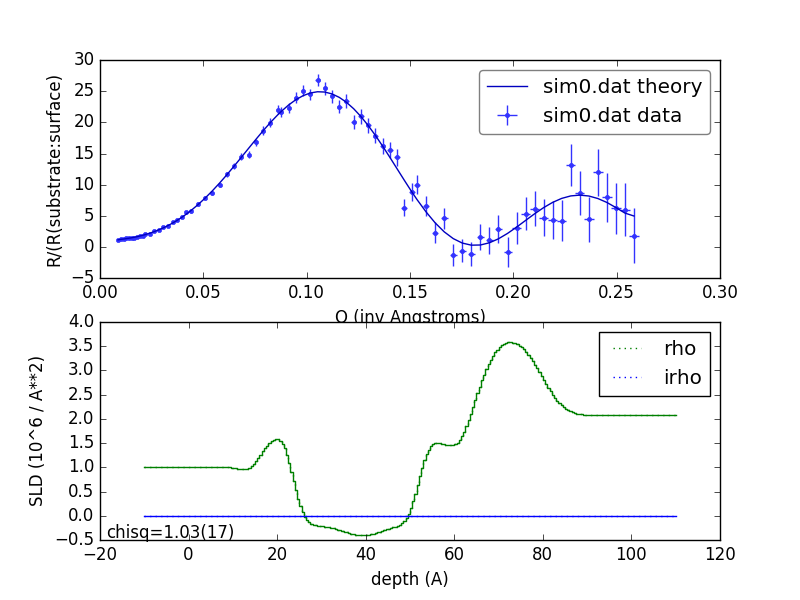 30
25
20
15
10
5
0
−5
R/(R(substrate:surface)
sim0.dat theory
sim0.dat data
0.00 0.05 0.10 0.15 0.20 0.25 0.30
Q (inv Angstroms)
4.0
3.5
3.0
2.5
2.0
1.5
1.0
0.5
0.0
−0.5
SLD (10^6 / A**2)
rho
irho
chisq=1.03(17)
−20 0 20 40 60 80 100 120
depth (A)